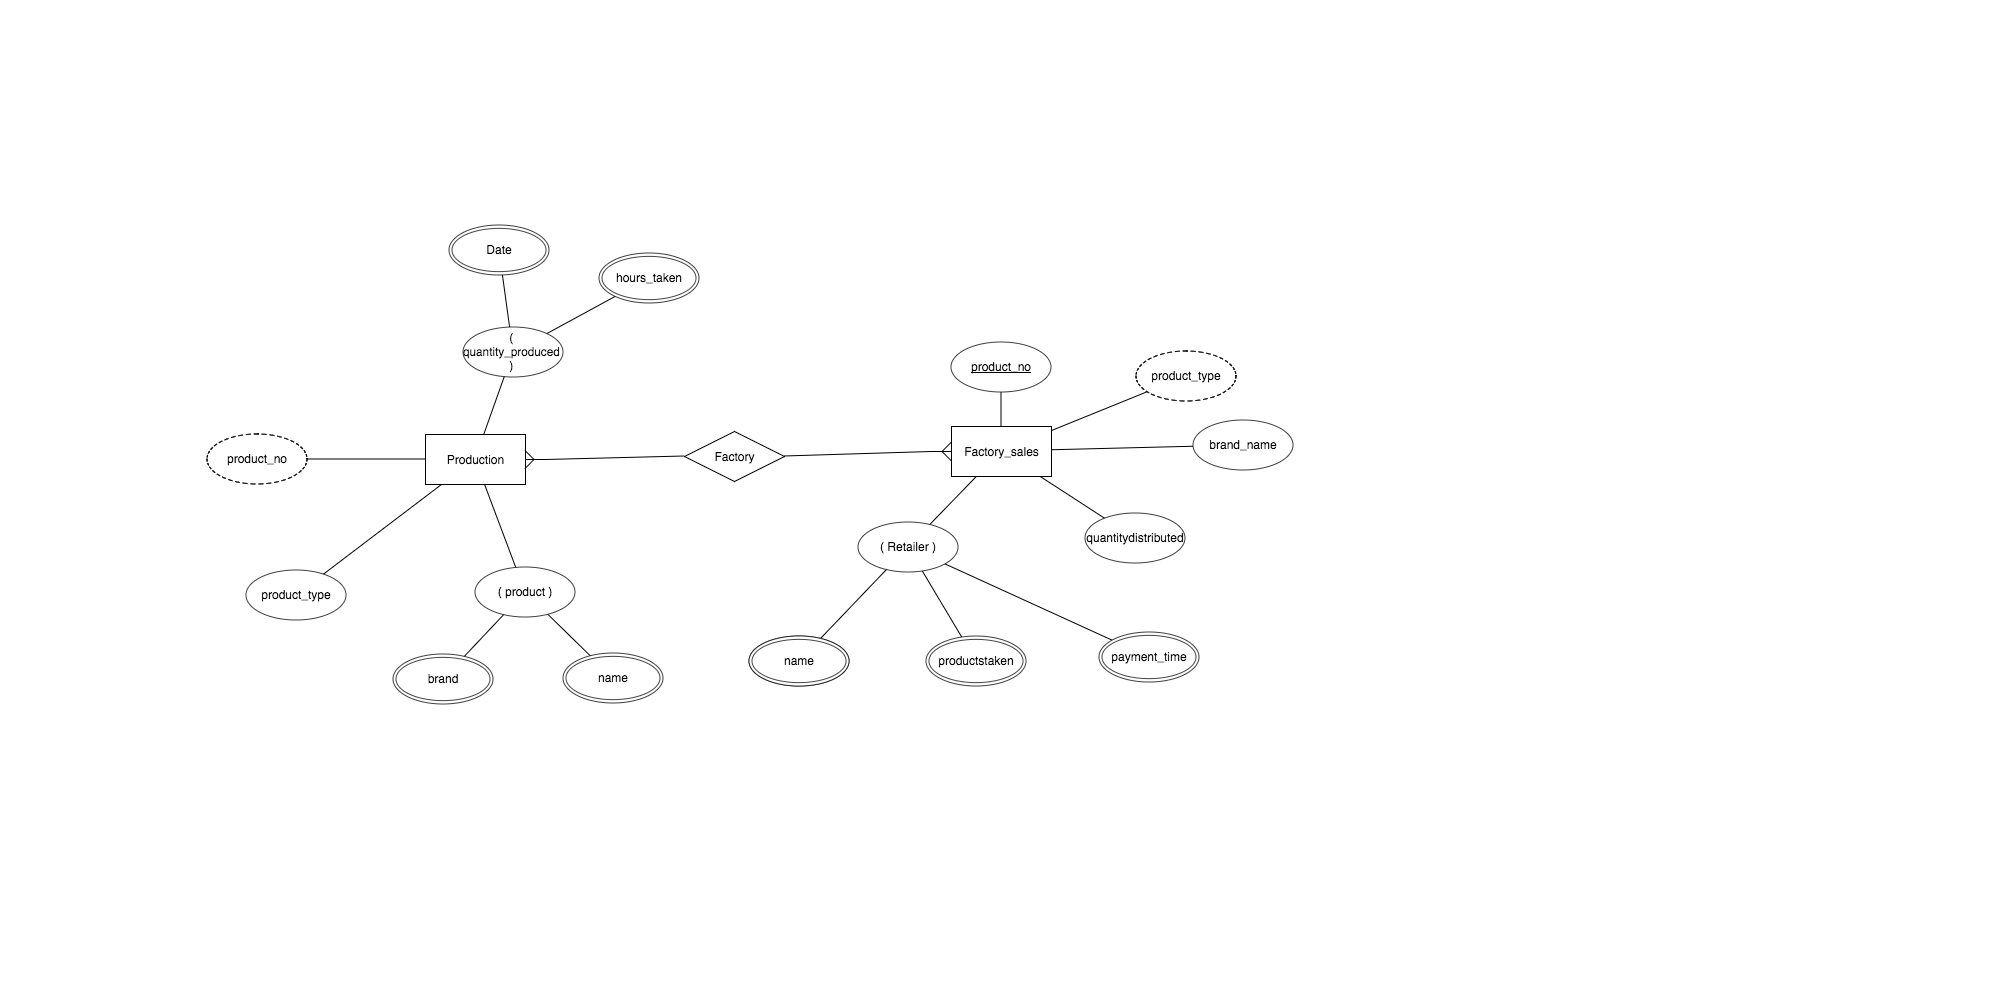 Date
hours_taken
(
quantity_produced
)
product_no
product_type
product_no
Production
Factory
Factory_sales
brand_name
quantitydistributed
( Retailer )
product_type
( product )
name
productstaken
payment_time
brand
name